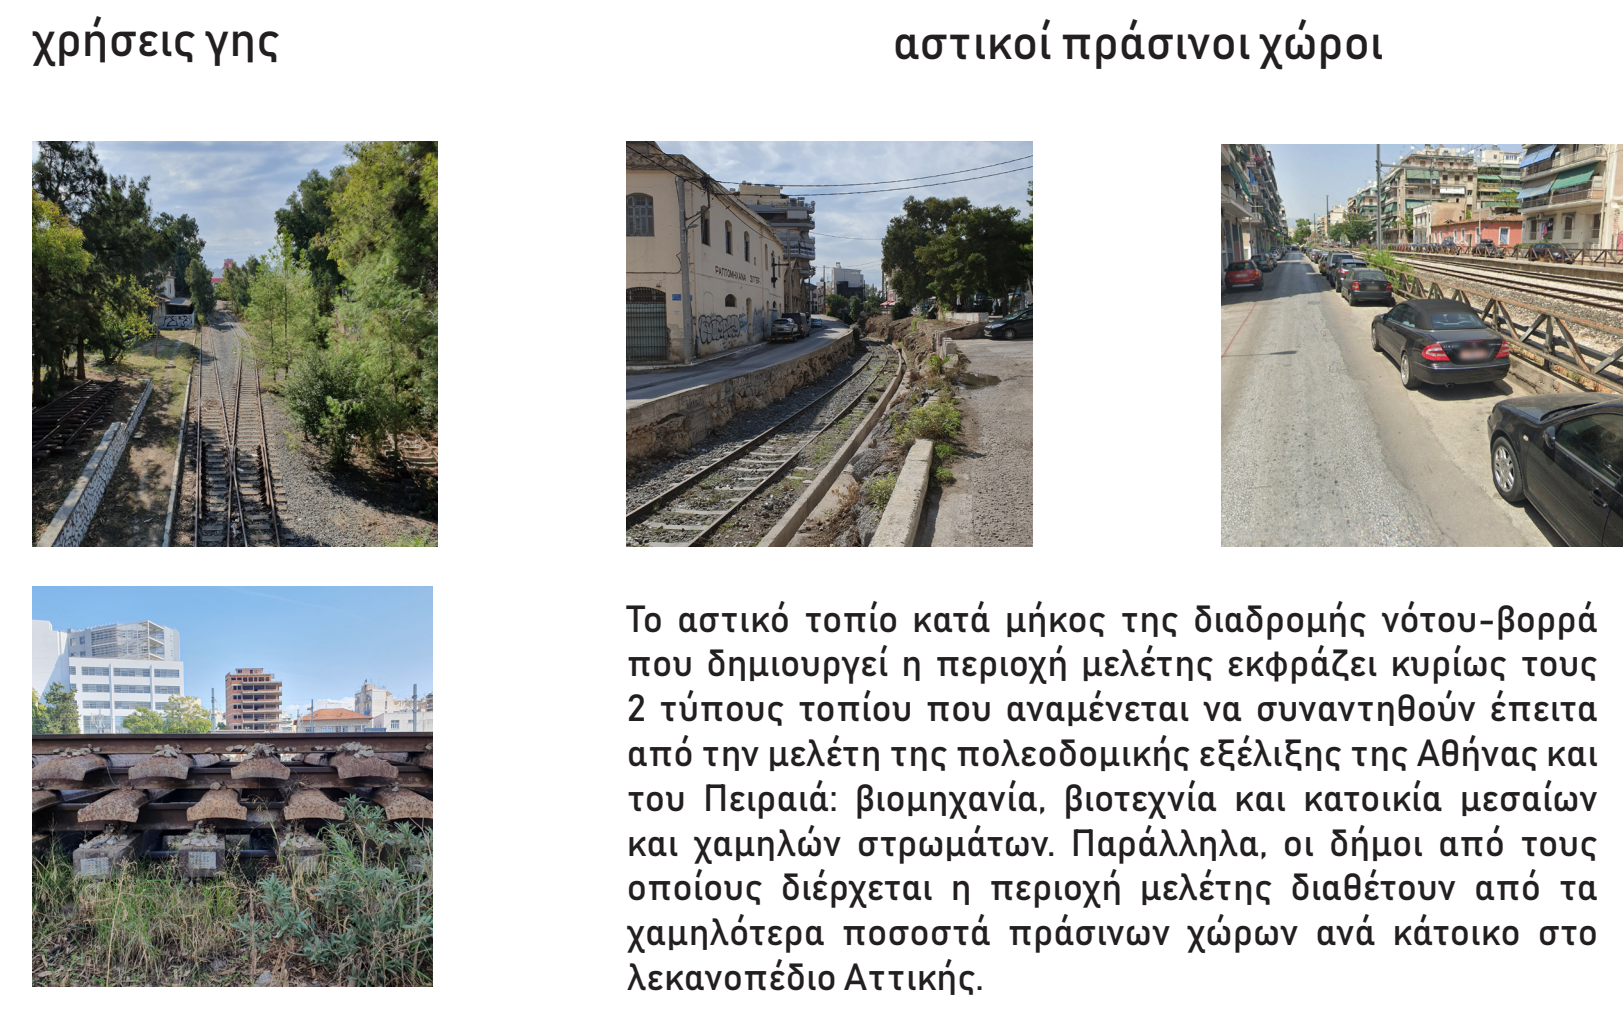 χρήσεις γης
αστικοί πράσινοι χώροι
ΡΑΠΤΟΜΗΧΑΝΑΙ ΣΙΓΓΕΡ
Το αστικό τοπίο κατά μήκος της διαδρομής νότου-βορρά
που δημιουργεί η περιοχή μελέτης εκφράζει κυρίως τους
2 τύπους τοπίου που αναμένεται να συναντηθούν έπειτα
από την μελέτη της πολεοδομικής εξέλιξης της Αθήνας και
του Πειραιά: βιομηχανία, βιοτεχνία και κατοικία μεσαίων
και χαμηλών στρωμάτων. Παράλληλα, οι δήμοι από τους
οποίους διέρχεται η περιοχή μελέτης διαθέτουν από τα
χαμηλότερα ποσοστά πράσινων χώρων ανά κάτοικο στο
λεκανοπέδιο Αττικής.